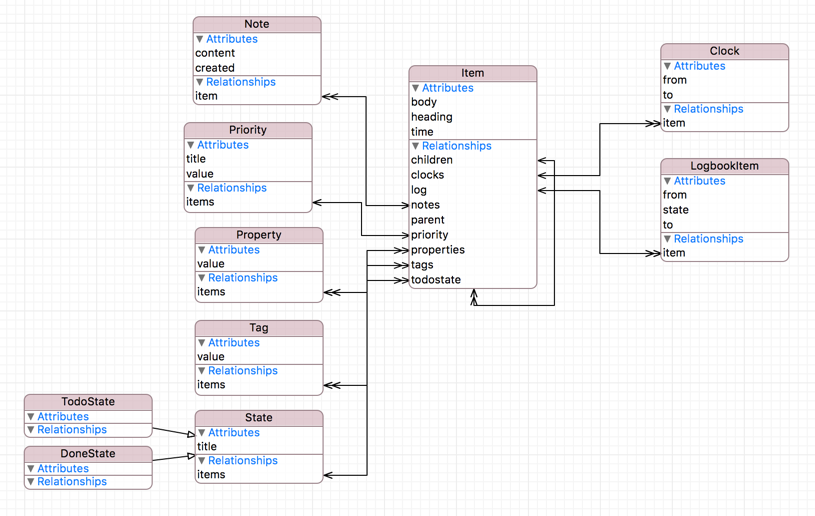 Note
▼ Attributes
content
created
▼ Relationships
item
Priority
▼ Attributes
title
value
▼ Relationships
items
Property
▼ Attributes
value
▼ Relationships
items
Tag
▼ Attributes
value
▼ Relationships
items
TodoState
▼ Attributes
▼ Relationships
DoneState
▼ Attributes
▼ Relationships
State
▼ Attributes
title
▼ Relationships
items
Item
▼ Attributes
body
heading
time
▼ Relationships
children
clocks
log
notes
parent
priority
properties
tags
todostate
Clock
▼ Attributes
from
to
▼ Relationships
item
LogbookItem
▼ Attributes
from
state
to
▼ Relationships
item